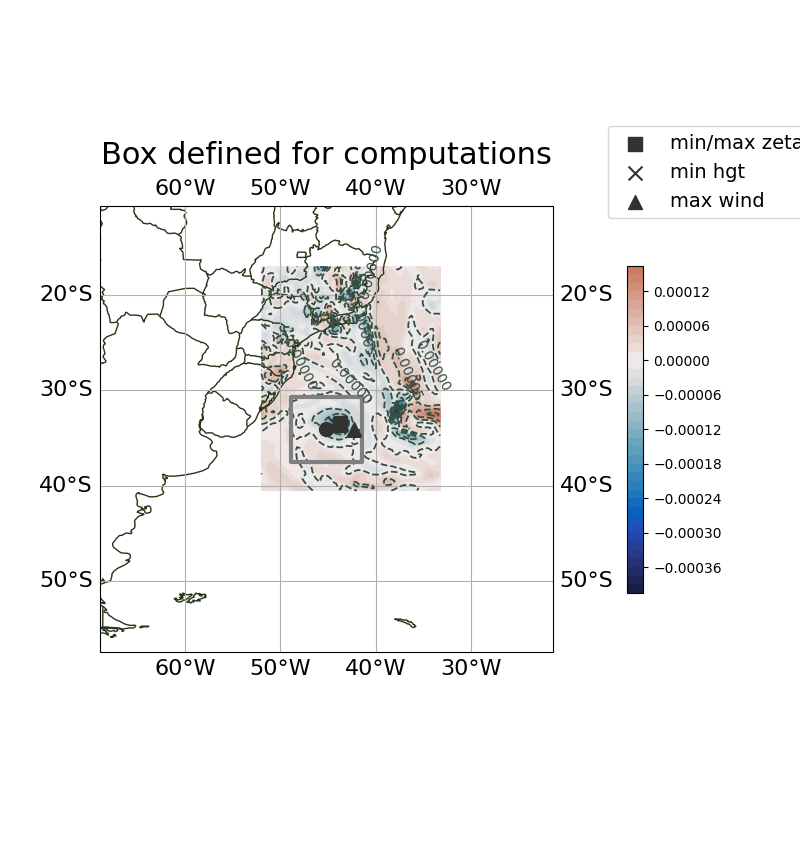 Box defined for computations
60°W 50°W 40°W 30°W
min/max zeta
min hgt
max wind
20°S 20°S
30°S 30°S
40°S 40°S
50°S 50°S
60°W 50°W 40°W 30°W
0.00012
0.00006
0.00000
−0.00006
−0.00012
−0.00018
−0.00024
−0.00030
−0.00036